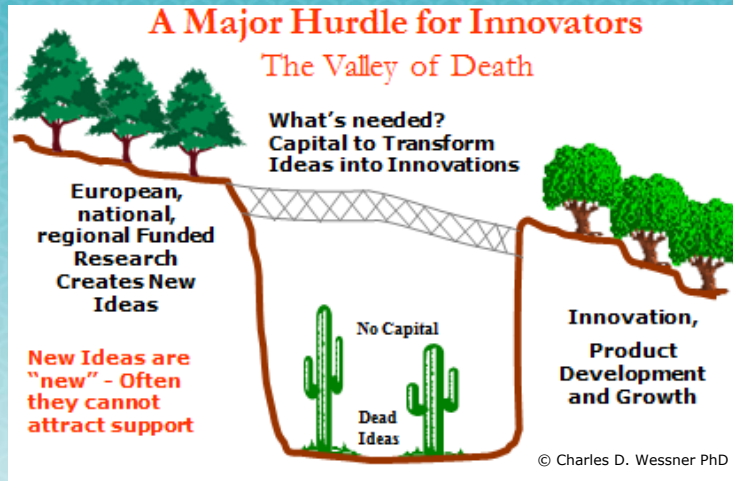 A Major Hurdle for Innovators
The Valley of Death
What's needed?
Capital to Transform
Ideas into Innovations
European,
national,
regional Funded
Research
Creates New
Ideas
New Ideas are
“new” - Often
they cannot
attract support
No Capital
Dead
Ideas
Innovation,
Product
Development
and Growth
© Charles D. Wessner PhD